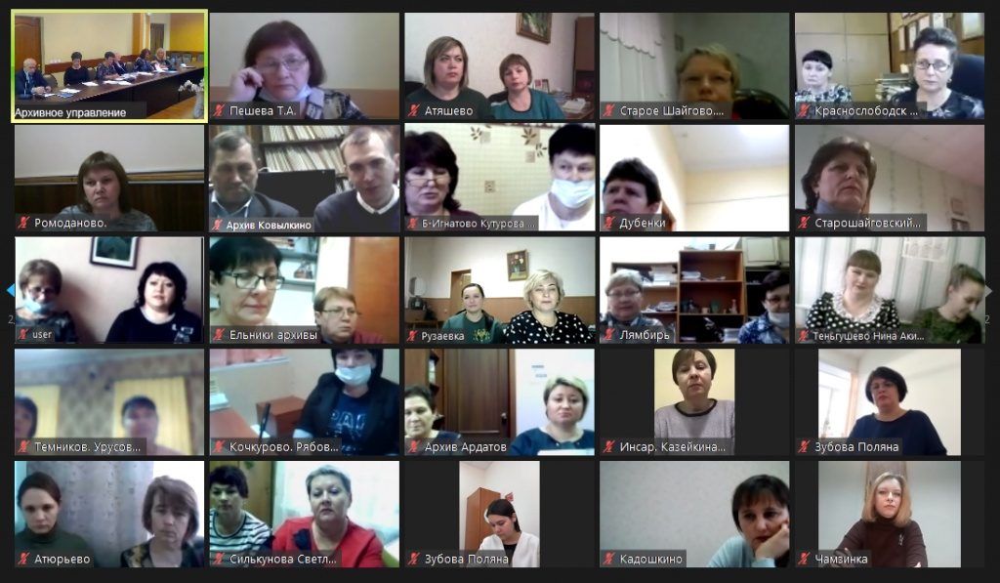 Архивное управление
Пешева Т.А.
Атяшево
Старое Шайгово....
Краснослободск ...
Ромоданово.
Архив Ковылкино
Б-Игнатово Кутурова ...
Дубенки
Старошайговский...
user
Ельники архивы
Рузаевка
Лямбирь
Теньгушево Нина Аки...
Темников. Урусов...
Кочкурово. Рябов...
Архив Ардатов
Инсар. Казейкина...
Зубова Поляна
Атюрьево
Силькунова Светл...
Зубова Поляна
Кадошкино
Чамзинка